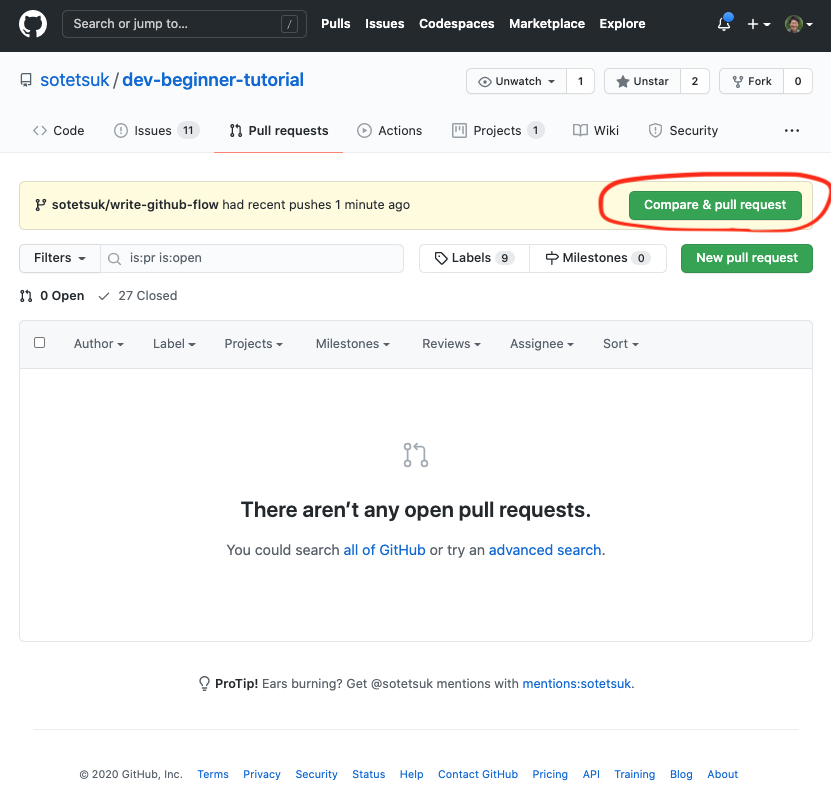 Search or jump to... /
Pulls Issues Codespaces Marketplace Explore
sotetsuk / dev-beginner-tutorial
Unwatch 1 Unstar 2 Fork 0
Code Issues 11 Pull requests Actions Projects 1 Wiki Security ...
sotetsuk/write-github-flow had recent pushes 1 minute ago Compare & pull request
Filters is:pr is:open Labels 9 Milestones 0 New pull request
0 Open 27 Closed
Author Label Projects Milestones Reviews Assignee Sort
There aren’t any open pull requests.
You could search all of GitHub or try an advanced search.
ProTip! Ears burning? Get @sotetsuk mentions with mentions:sotetsuk.
© 2020 GitHub, Inc. Terms Privacy Security Status Help Contact GitHub Pricing API Training Blog About